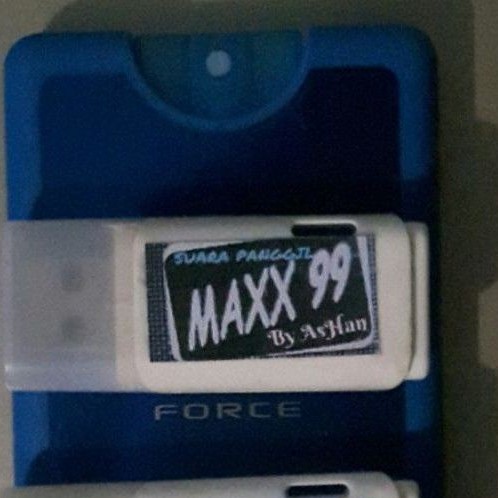 SUARA PANGGIL
MAXX 99
By AsHan
FORCE